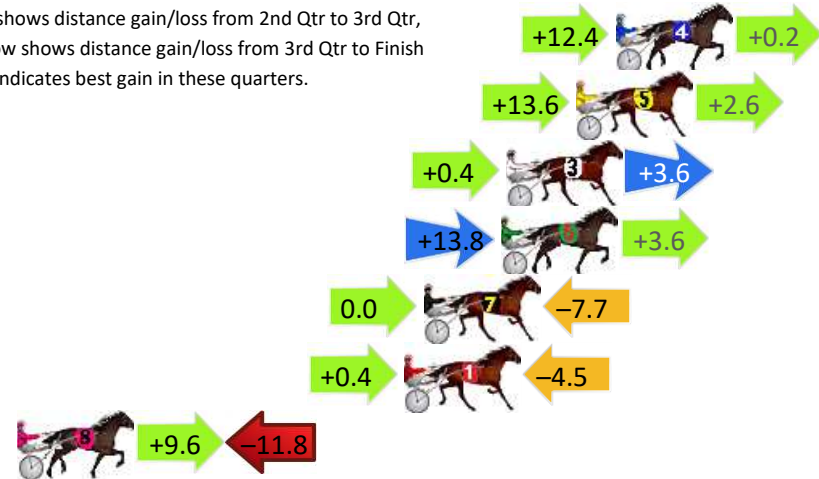 shows distance gain/loss from 2nd Qtr to 3rd Qtr,
ow shows distance gain/loss from 3rd Qtr to Finish
ndicates best gain in these quarters.
+12.4 4 +0.2
+13.6 5 +2.6
+0.4 3 +3.6
+13.8 6 +3.6
0.0 7 –7.7
+0.4 1 –4.5
8 +9.6 –11.8